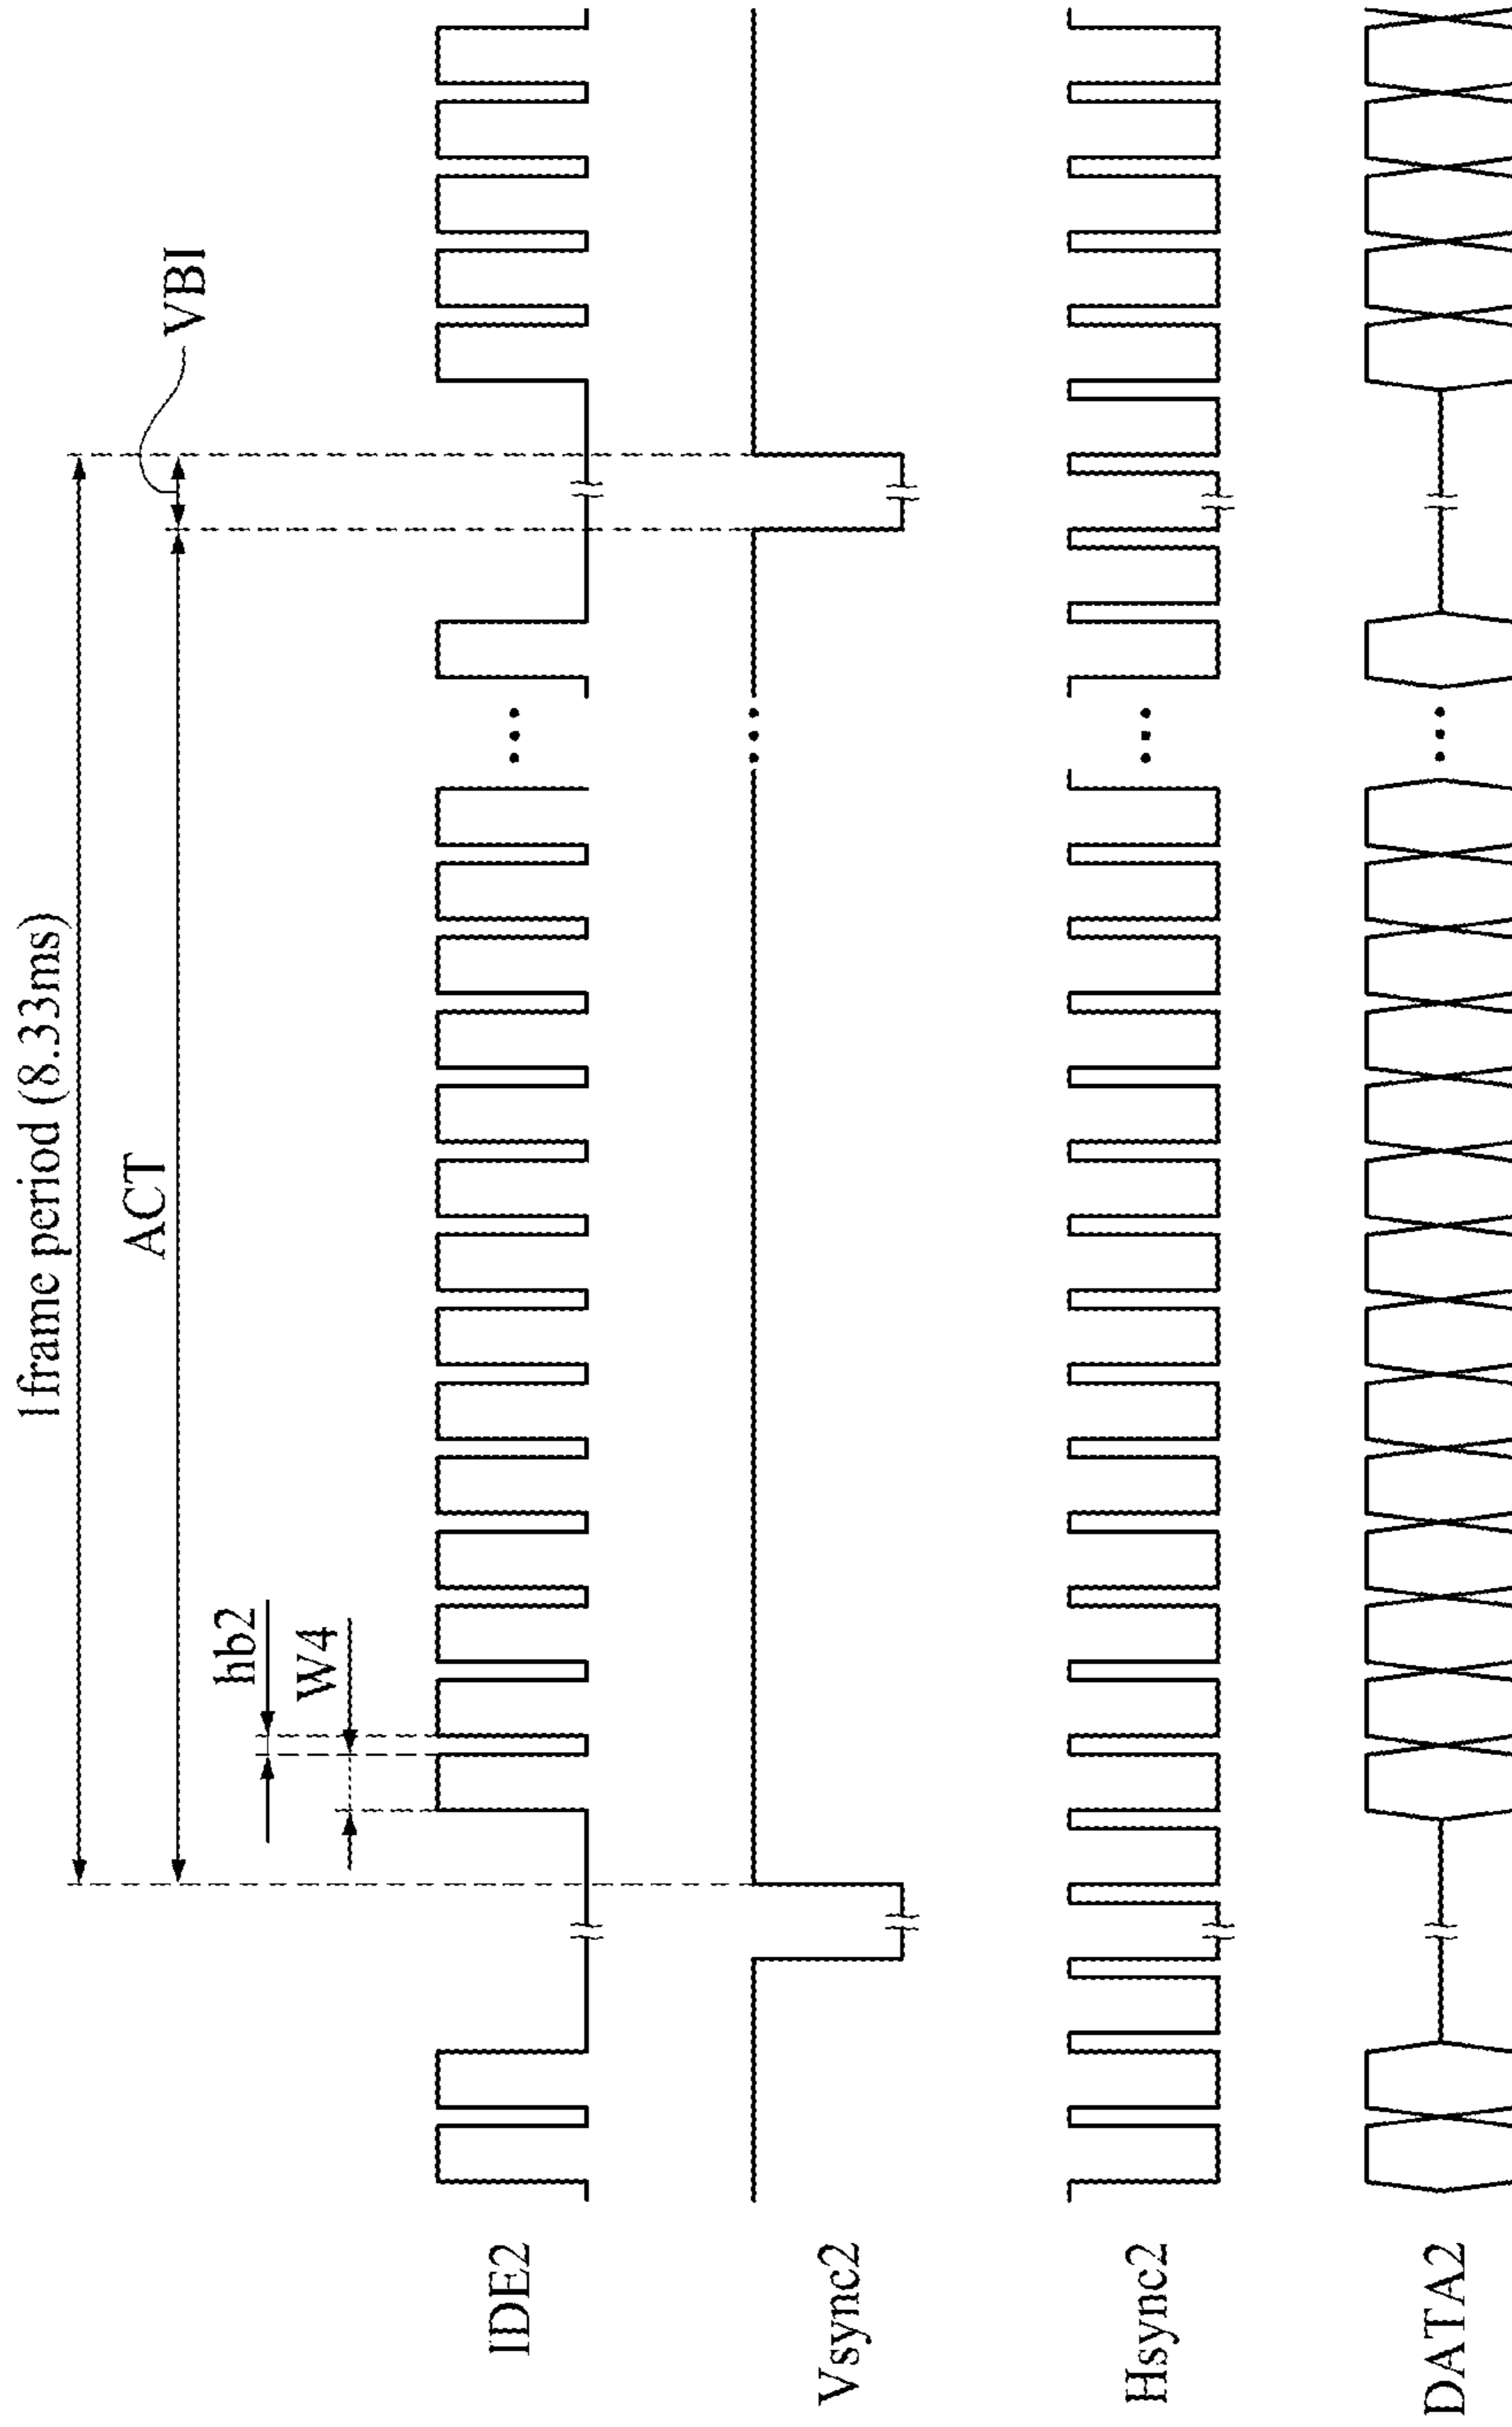 1frame period (8.33ms)
ACT
VBI
hb2
W4
IDE2
...
Vsync2
...
Hsync2
...
DATA2
...